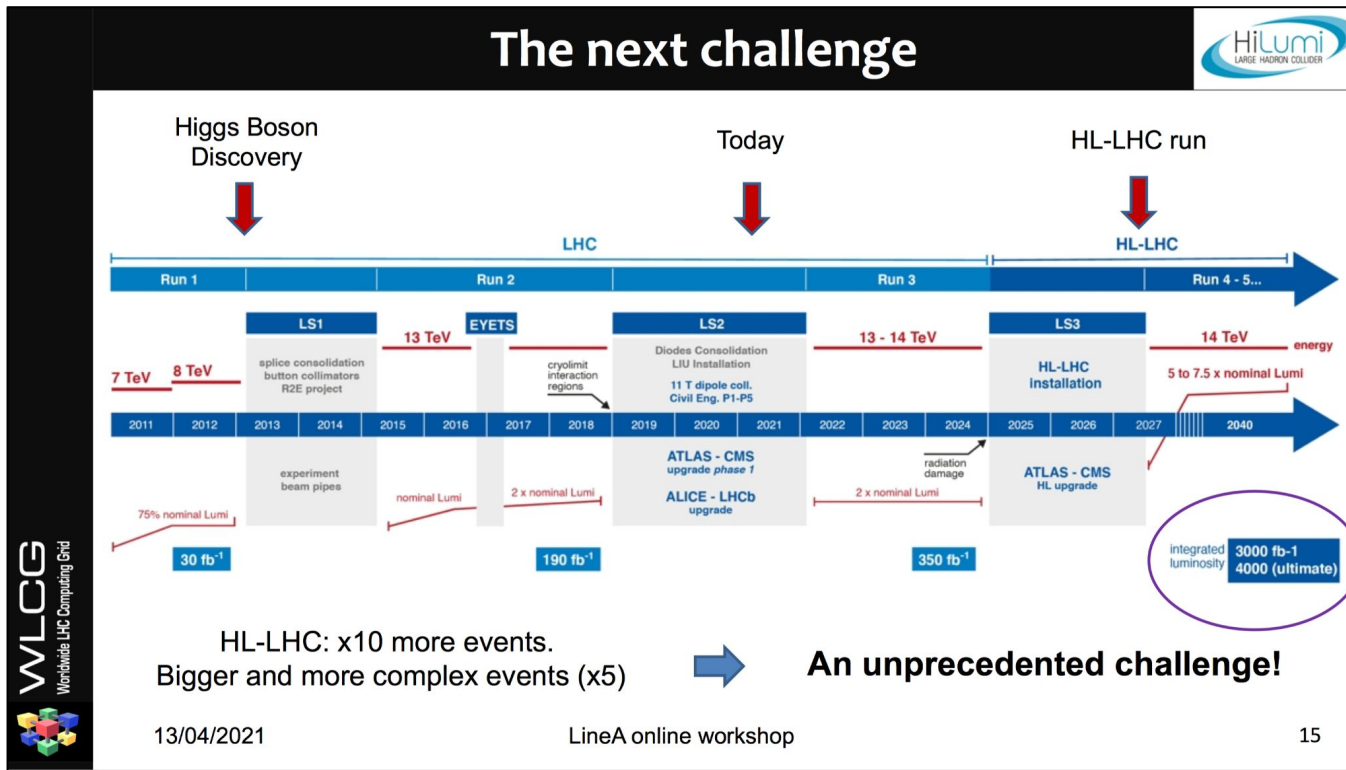 The next challenge
HiLumi
LARGE HADRON COLLIDER
Higgs Boson
Discovery
Today
HL-LHC run
LHC
HL-LHC
Run 1
Run 2
Run 3
Run 4 - 5...
LS1
EYETS
LS2
LS3
7 TeV
8 TeV
13 TeV
13 - 14 TeV
14 TeV
energy
splice consolidation
button collimators
R2E project
cryolimit
interaction
regions
Diodes Consolidation
LIU Installation
11 T dipole coll.
Civil Eng. P1-P5
HL-LHC
installation
5 to 7.5 x nominal Lumi
2011
2012
2013
2014
2015
2016
2017
2018
2019
2020
2021
2022
2023
2024
2025
2026
2027
2040
experiment
beam pipes
ATLAS - CMS
upgrade phase 1
ALICE - LHCb
upgrade
radiation
damage
ATLAS - CMS
HL upgrade
75% nominal Lumi
nominal Lumi
2 x nominal Lumi
2 x nominal Lumi
30 fb⁻¹
190 fb⁻¹
350 fb⁻¹
integrated
luminosity
3000 fb-1
4000 (ultimate)
HL-LHC: x10 more events.
Bigger and more complex events (x5)
An unprecedented challenge!
WLCG
Worldwide LHC Computing Grid
13/04/2021
LineA online workshop
15